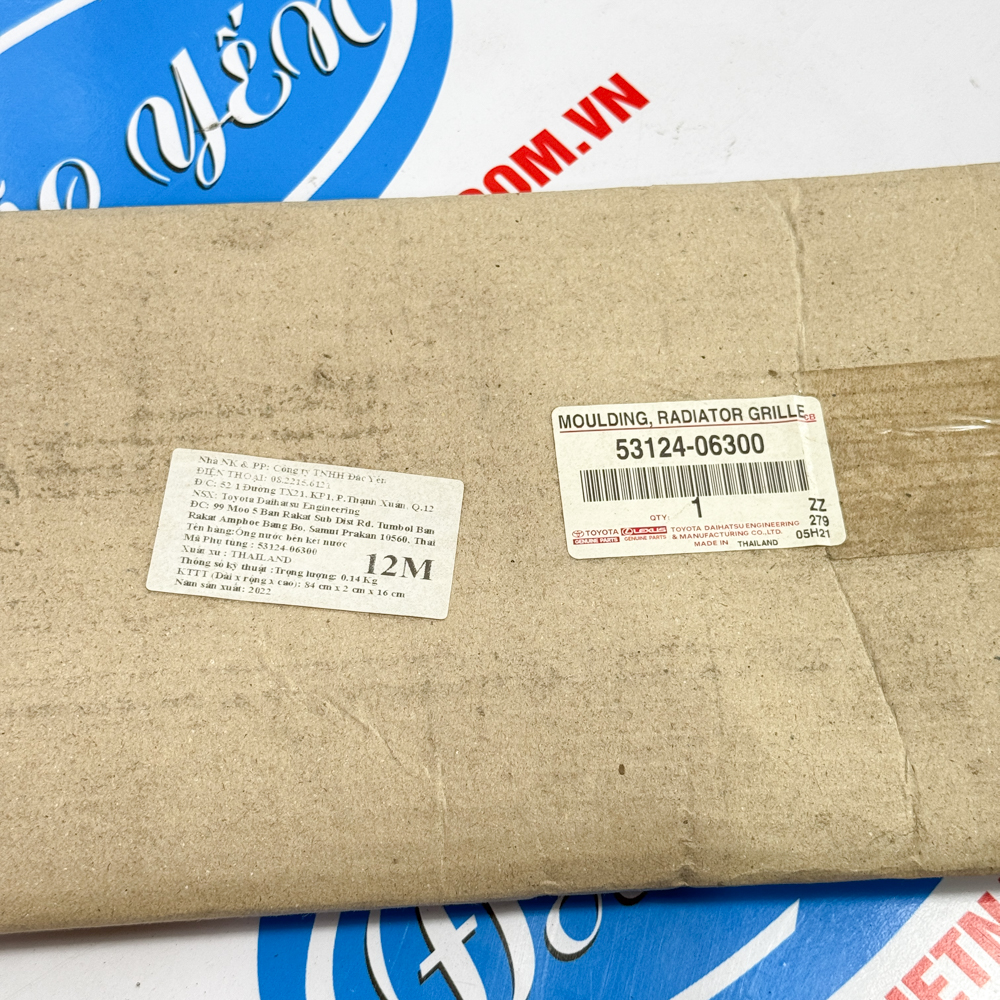 Yến
COM.VN
MOULDING, RADIATOR GRILLE CB
53124-06300
QTY: 1
ZZ
279
05H21
TOYOTA
GENUINE PARTS
LEXUS
GENUINE PARTS
TOYOTA DAIHATSU ENGINEERING
& MANUFACTURING CO.,LTD.
MADE IN THAILAND
Nhà NK & PP: Công ty TNHH Đắc Yến
ĐIỆN THOẠI: 08.2215.6121
Đ/C: 52/1 Đường TX21, KP1, P.Thạnh Xuân, Q.12
NSX: Toyota Daihatsu Engineering
ĐC: 99 Moo 5 Ban Rakat Sub Dist Rd. Tumbol Ban
Rakat Amphoe Bang Bo, Samut Prakan 10560, Thai
Tên hàng: Ống nước bên két nước
Mã Phụ tùng : 53124-06300
Xuất xứ : THAILAND
Thông số kỹ thuật :Trọng lượng: 0.14 Kg
KTTT (Dài x rộng x cao): 84 cm x 2 cm x 16 cm
Năm sản xuất: 2022
12M